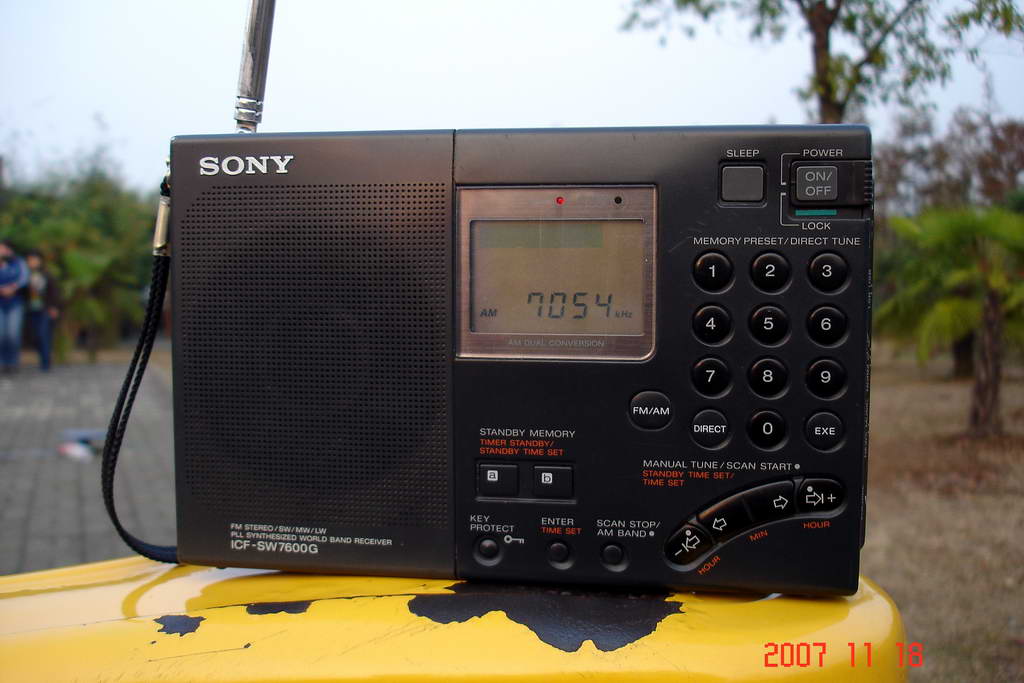 SONY
SLEEP
POWER
ON/
OFF
LOCK
MEMORY PRESET/DIRECT TUNE
1 2 3
4 5 6
7 8 9
DIRECT 0 EXE
FM/AM
AM 7054 kHz
AM DUAL CONVERSION
STANDBY MEMORY
TIMER STANDBY/
STANDBY TIME SET
a b
MANUAL TUNE/SCAN START
STANDBY TIME SET/
TIME SET
KEY
PROTECT
ENTER
TIME SET
SCAN STOP/
AM BAND
- +
HOUR MIN HOUR
FM STEREO/SW/MW/LW
PLL SYNTHESIZED WORLD BAND RECEIVER
ICF-SW7600G
2007 11 18